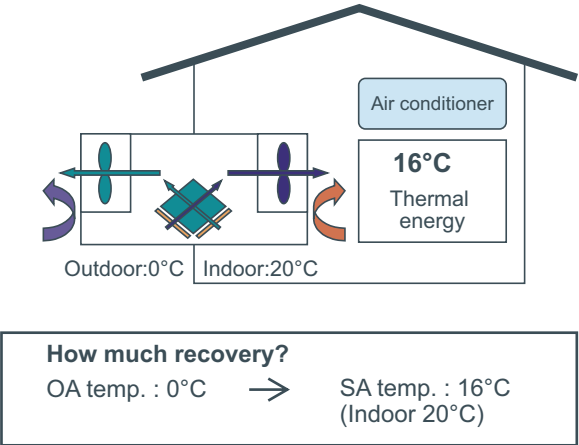 Air conditioner
16°C
Thermal
energy
Outdoor:0°C
Indoor:20°C
How much recovery?
OA temp. : 0°C
SA temp. : 16°C
(Indoor 20°C)